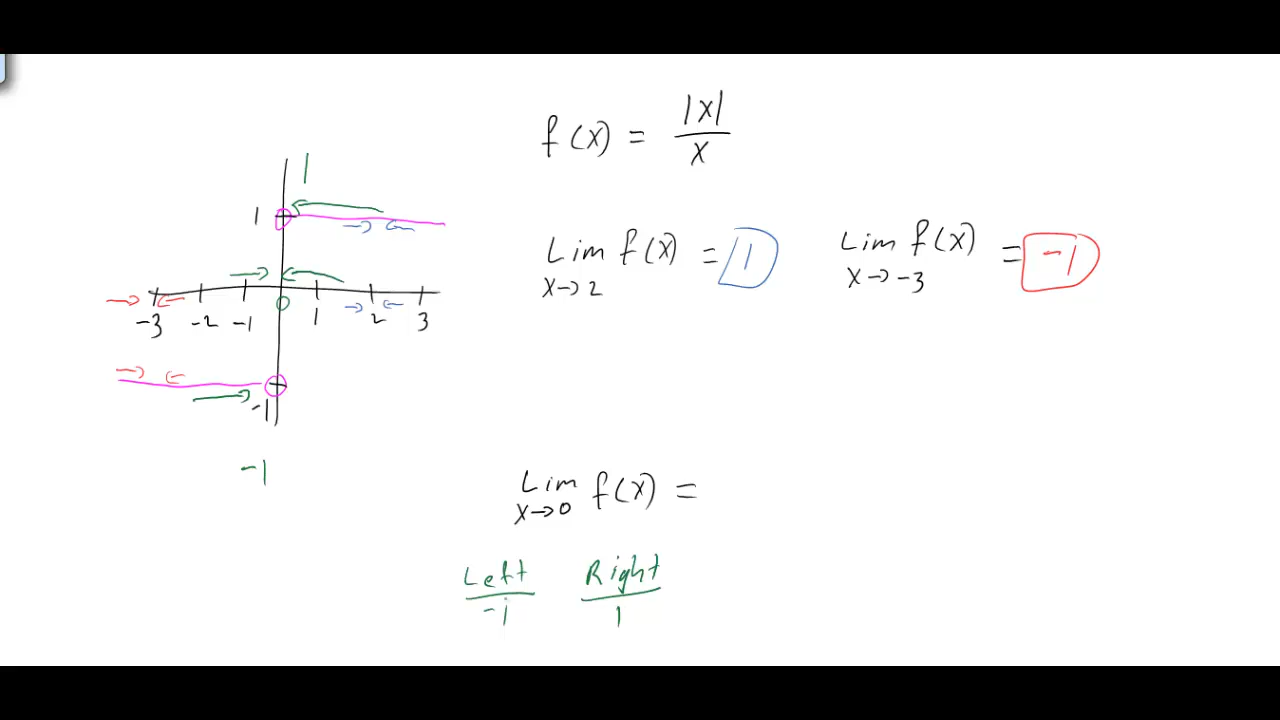 f(x) = |x|/x
1
1
Lim f(x) = 1
x→2
Lim f(x) = -1
x→-3
-3 -2 -1 0 1 2 3
-1
-1
Lim f(x) =
x→0
Left Right
-1 1